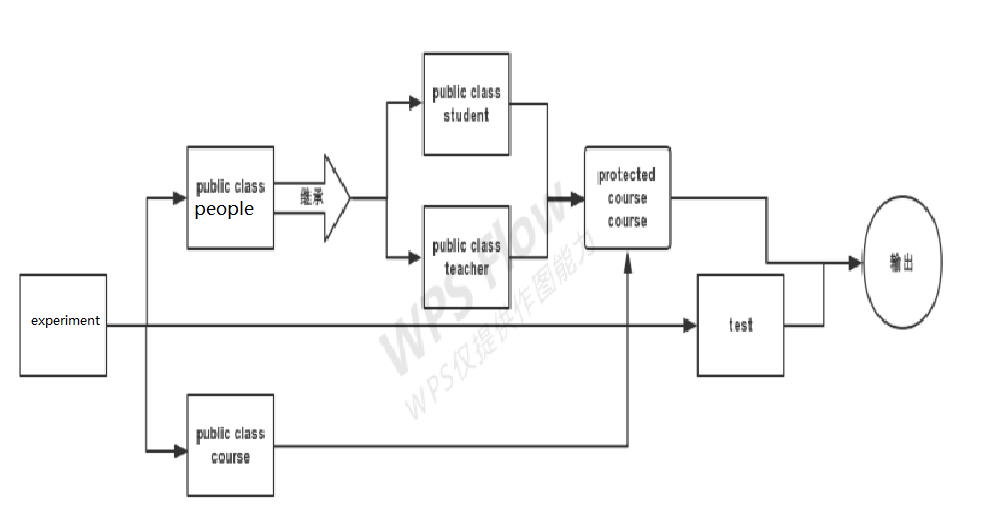 public class
student
public class
people
继承
protected
course
course
public class
teacher
输出
experiment
test
public class
course
WPS Flow
WPS仅提供作图能力